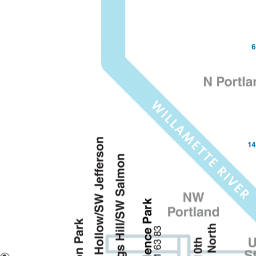 6
N Portlan
WILLAMETTE RIVER
14
NW
Portland
Hollow/SW Jefferson
gs Hill/SW Salmon
ence Park
63 83
North